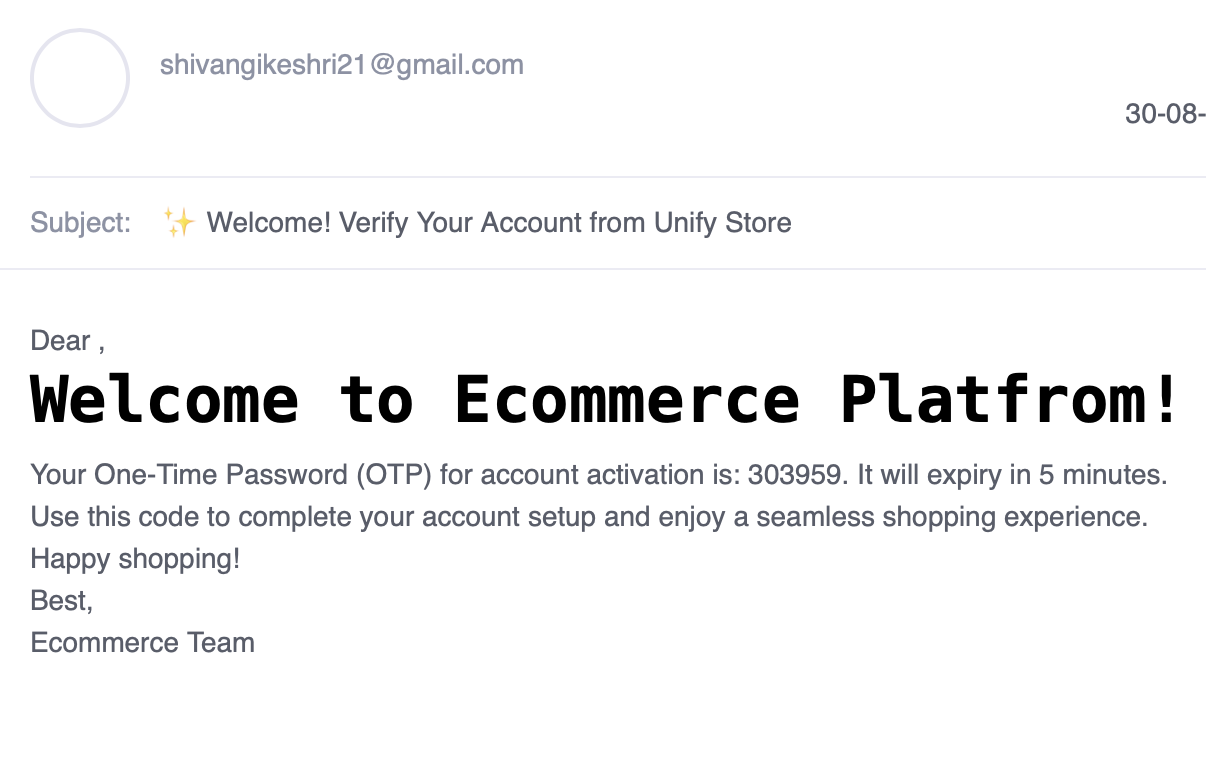 shivangikeshri21@gmail.com
30-08-
Subject: ✨ Welcome! Verify Your Account from Unify Store
Dear ,
Welcome to Ecommerce Platfrom!
Your One-Time Password (OTP) for account activation is: 303959. It will expiry in 5 minutes.
Use this code to complete your account setup and enjoy a seamless shopping experience.
Happy shopping!
Best,
Ecommerce Team